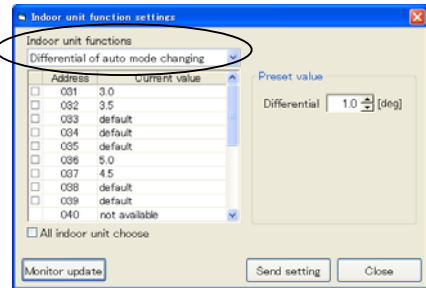 Indoor unit function settings
Indoor unit functions
Differential of auto mode changing
Address Current value
031 3.0
032 3.5
033 default
034 default
035 default
036 5.0
037 4.5
038 default
039 default
040 not available
All indoor unit choose
Preset value
Differential 1.0 [deg]
Monitor update Send setting Close